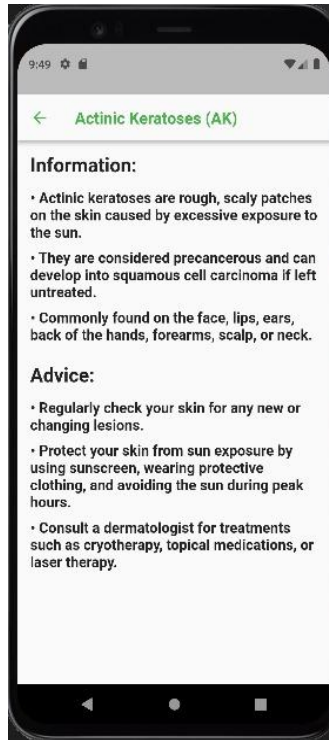 9:49
Actinic Keratoses (AK)
Information:
• Actinic keratoses are rough, scaly patches
on the skin caused by excessive exposure to
the sun.
• They are considered precancerous and can
develop into squamous cell carcinoma if left
untreated.
• Commonly found on the face, lips, ears,
back of the hands, forearms, scalp, or neck.
Advice:
• Regularly check your skin for any new or
changing lesions.
• Protect your skin from sun exposure by
using sunscreen, wearing protective
clothing, and avoiding the sun during peak
hours.
• Consult a dermatologist for treatments
such as cryotherapy, topical medications, or
laser therapy.